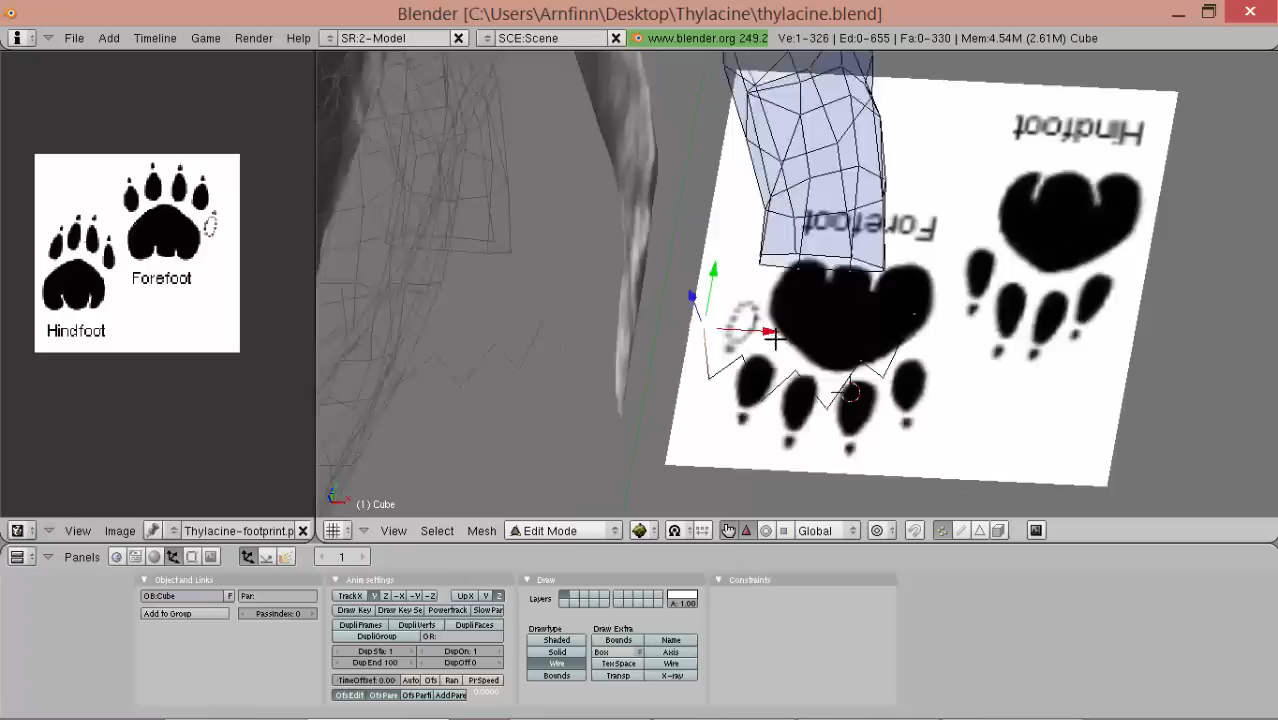 Blender [C:\Users\Arnfinn\Desktop\Thylacine\thylacine.blend]
File Add Timeline Game Render Help SR:2-Model SCE:Scene www.blender.org 249.2 Ve:1-326 | Ed:0-655 | Fa:0-330 | Mem:4.54M (2.61M) Cube
Hindfoot
Forefoot
Forefoot
Hindfoot
(1) Cube
View Image Thylacine-footprint.p View Select Mesh Edit Mode Global
Panels 1
Object and Links Anim settings Draw Constraints
OB:Cube F Par: TrackX Y Z -X -Y -Z UpX Y Z Layers
Add to Group PassIndex: 0 Draw Key Draw Key Se Powertrack SlowPar A: 1.00
DupliFrames DupliVerts DupliFaces Drawtype Draw Extra
DupliGroup GR: Shaded Bounds Name
DupSta: 1 DupOn: 1 Solid Box Axis
DupEnd 100 DupOff 0 Wire TexSpace Wire
TimeOffset: 0.00 Auto Ofs Ran PrSpeed Bounds Transp X-ray
OfsEdit OfsPare OfsParti AddPare 0.0000